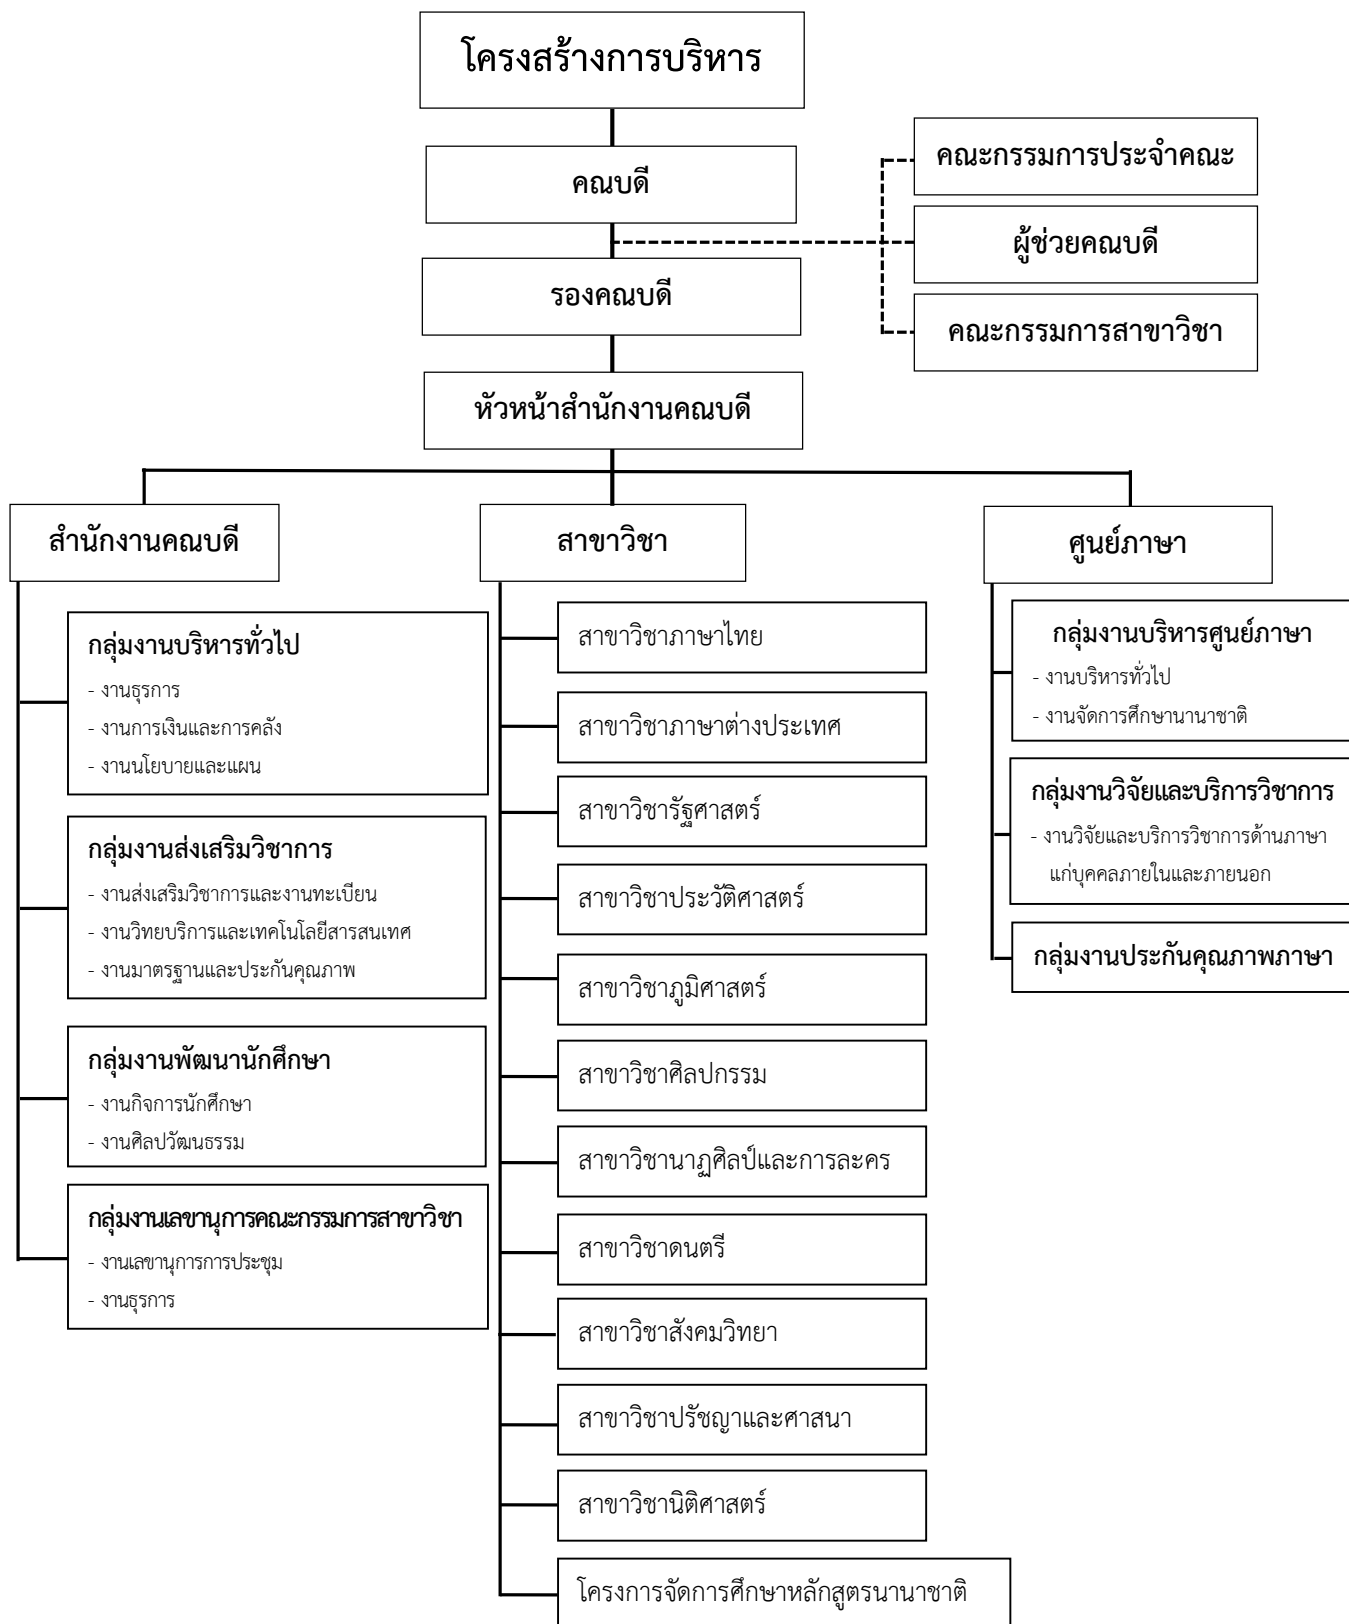 โครงสร้างการบริหาร
คณบดี
คณะกรรมการประจำคณะ
ผู้ช่วยคณบดี
คณะกรรมการสาขาวิชา
รองคณบดี
หัวหน้าสำนักงานคณบดี
สำนักงานคณบดี
กลุ่มงานบริหารทั่วไป
- งานธุรการ
- งานการเงินและการคลัง
- งานนโยบายและแผน
กลุ่มงานส่งเสริมวิชาการ
- งานส่งเสริมวิชาการและงานทะเบียน
- งานวิทยบริการและเทคโนโลยีสารสนเทศ
- งานมาตรฐานและประกันคุณภาพ
กลุ่มงานพัฒนานักศึกษา
- งานกิจการนักศึกษา
- งานศิลปวัฒนธรรม
กลุ่มงานเลขานุการคณะกรรมการสาขาวิชา
- งานเลขานุการการประชุม
- งานธุรการ
สาขาวิชา
สาขาวิชาภาษาไทย
สาขาวิชาภาษาต่างประเทศ
สาขาวิชารัฐศาสตร์
สาขาวิชาประวัติศาสตร์
สาขาวิชาภูมิศาสตร์
สาขาวิชาศิลปกรรม
สาขาวิชานาฏศิลป์และการละคร
สาขาวิชาดนตรี
สาขาวิชาสังคมวิทยา
สาขาวิชาปรัชญาและศาสนา
สาขาวิชานิติศาสตร์
โครงการจัดการศึกษาหลักสูตรนานาชาติ
ศูนย์ภาษา
กลุ่มงานบริหารศูนย์ภาษา
- งานบริหารทั่วไป
- งานจัดการศึกษานานาชาติ
กลุ่มงานวิจัยและบริการวิชาการ
- งานวิจัยและบริการวิชาการด้านภาษา
แก่บุคคลภายในและภายนอก
กลุ่มงานประกันคุณภาพภาษา